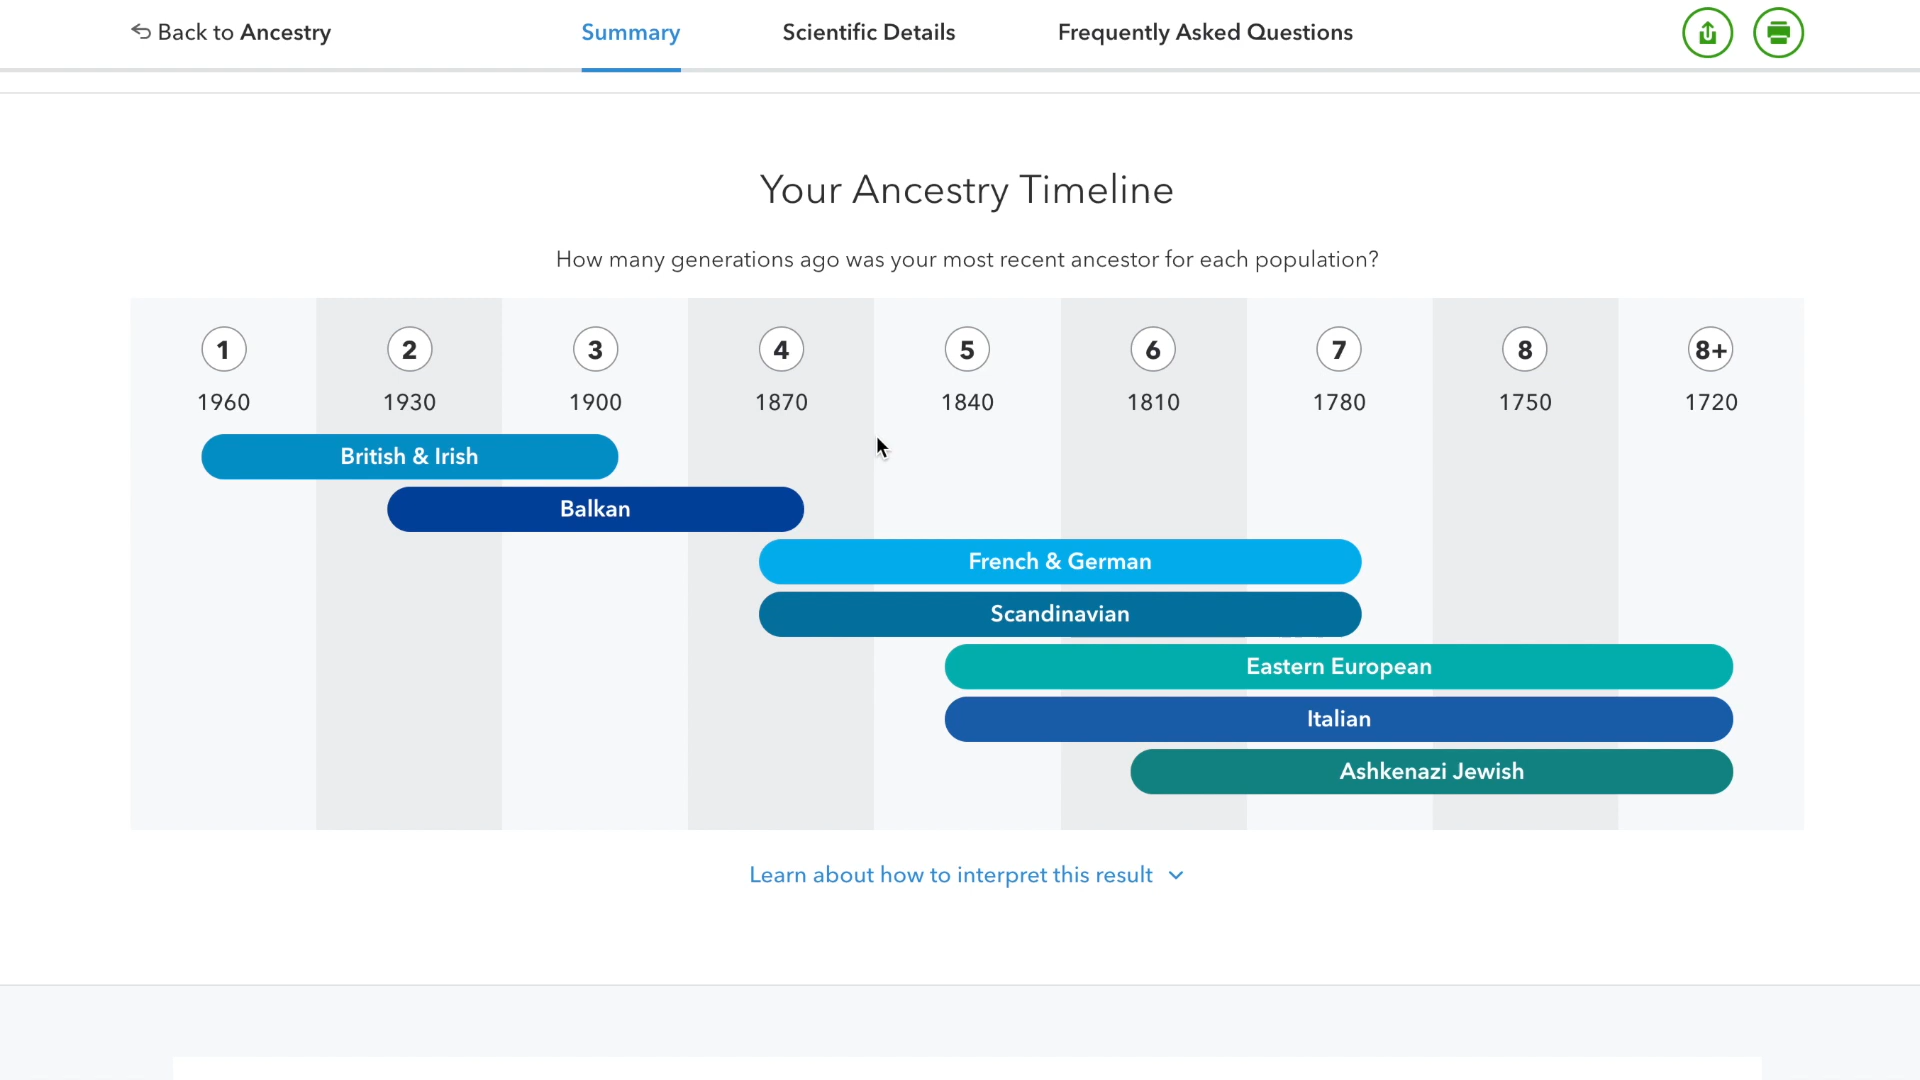 Back to Ancestry Summary Scientific Details Frequently Asked Questions
Your Ancestry Timeline
How many generations ago was your most recent ancestor for each population?
1 2 3 4 5 6 7 8 8+
1960 1930 1900 1870 1840 1810 1780 1750 1720
British & Irish
Balkan
French & German
Scandinavian
Eastern European
Italian
Ashkenazi Jewish
Learn about how to interpret this result